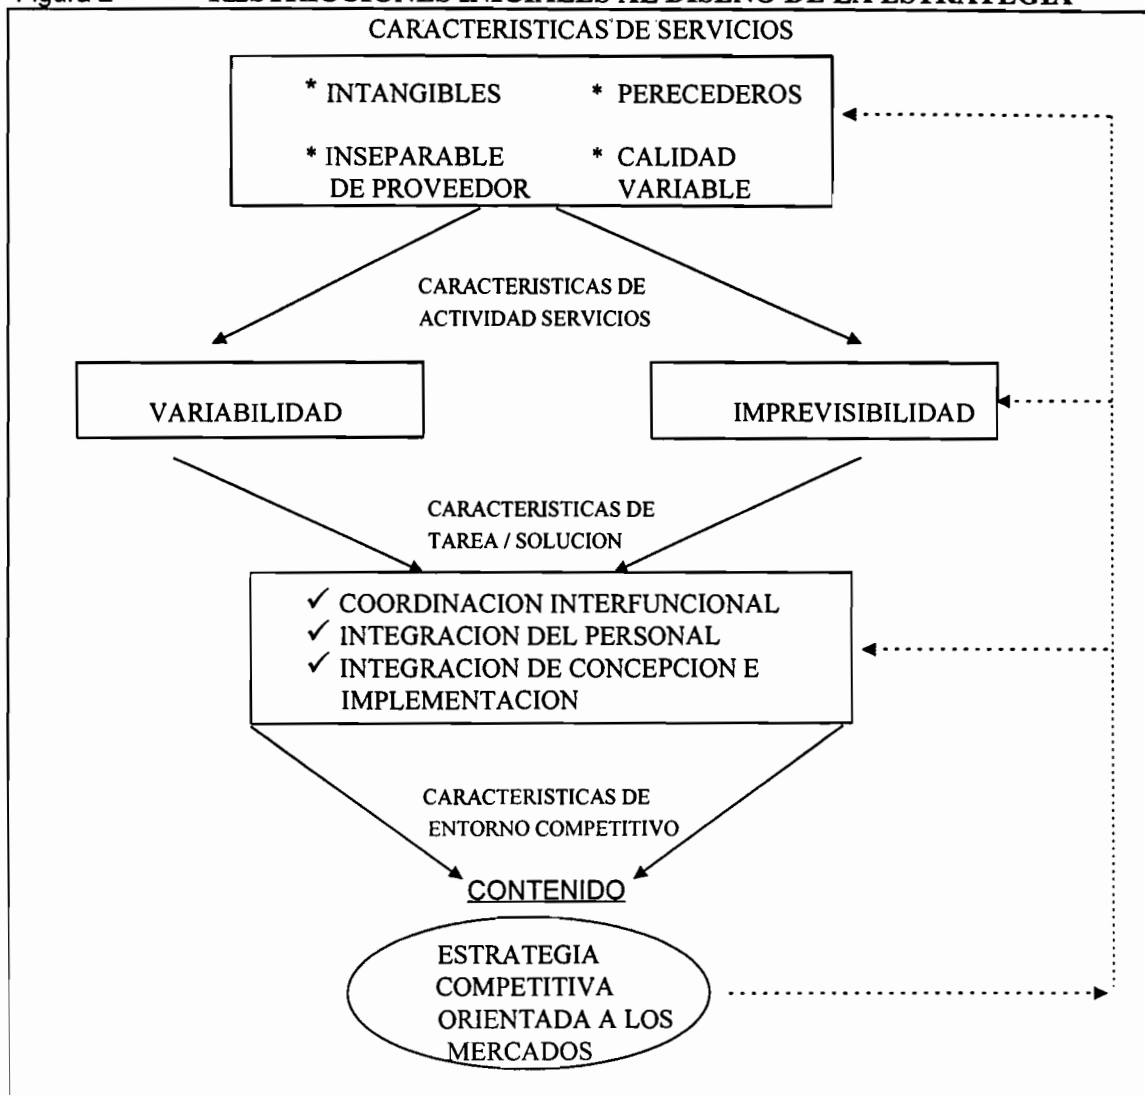 CARACTERISTICAS DE SERVICIOS
* INTANGIBLES * PERECEDEROS
* INSEPARABLE * CALIDAD
DE PROVEEDOR VARIABLE
CARACTERISTICAS DE
ACTIVIDAD SERVICIOS
VARIABILIDAD IMPREVISIBILIDAD
CARACTERISTICAS DE
TAREA / SOLUCION
✓ COORDINACION INTERFUNCIONAL
✓ INTEGRACION DEL PERSONAL
✓ INTEGRACION DE CONCEPCION E
IMPLEMENTACION
CARACTERISTICAS DE
ENTORNO COMPETITIVO
CONTENIDO
ESTRATEGIA
COMPETITIVA
ORIENTADA A LOS
MERCADOS